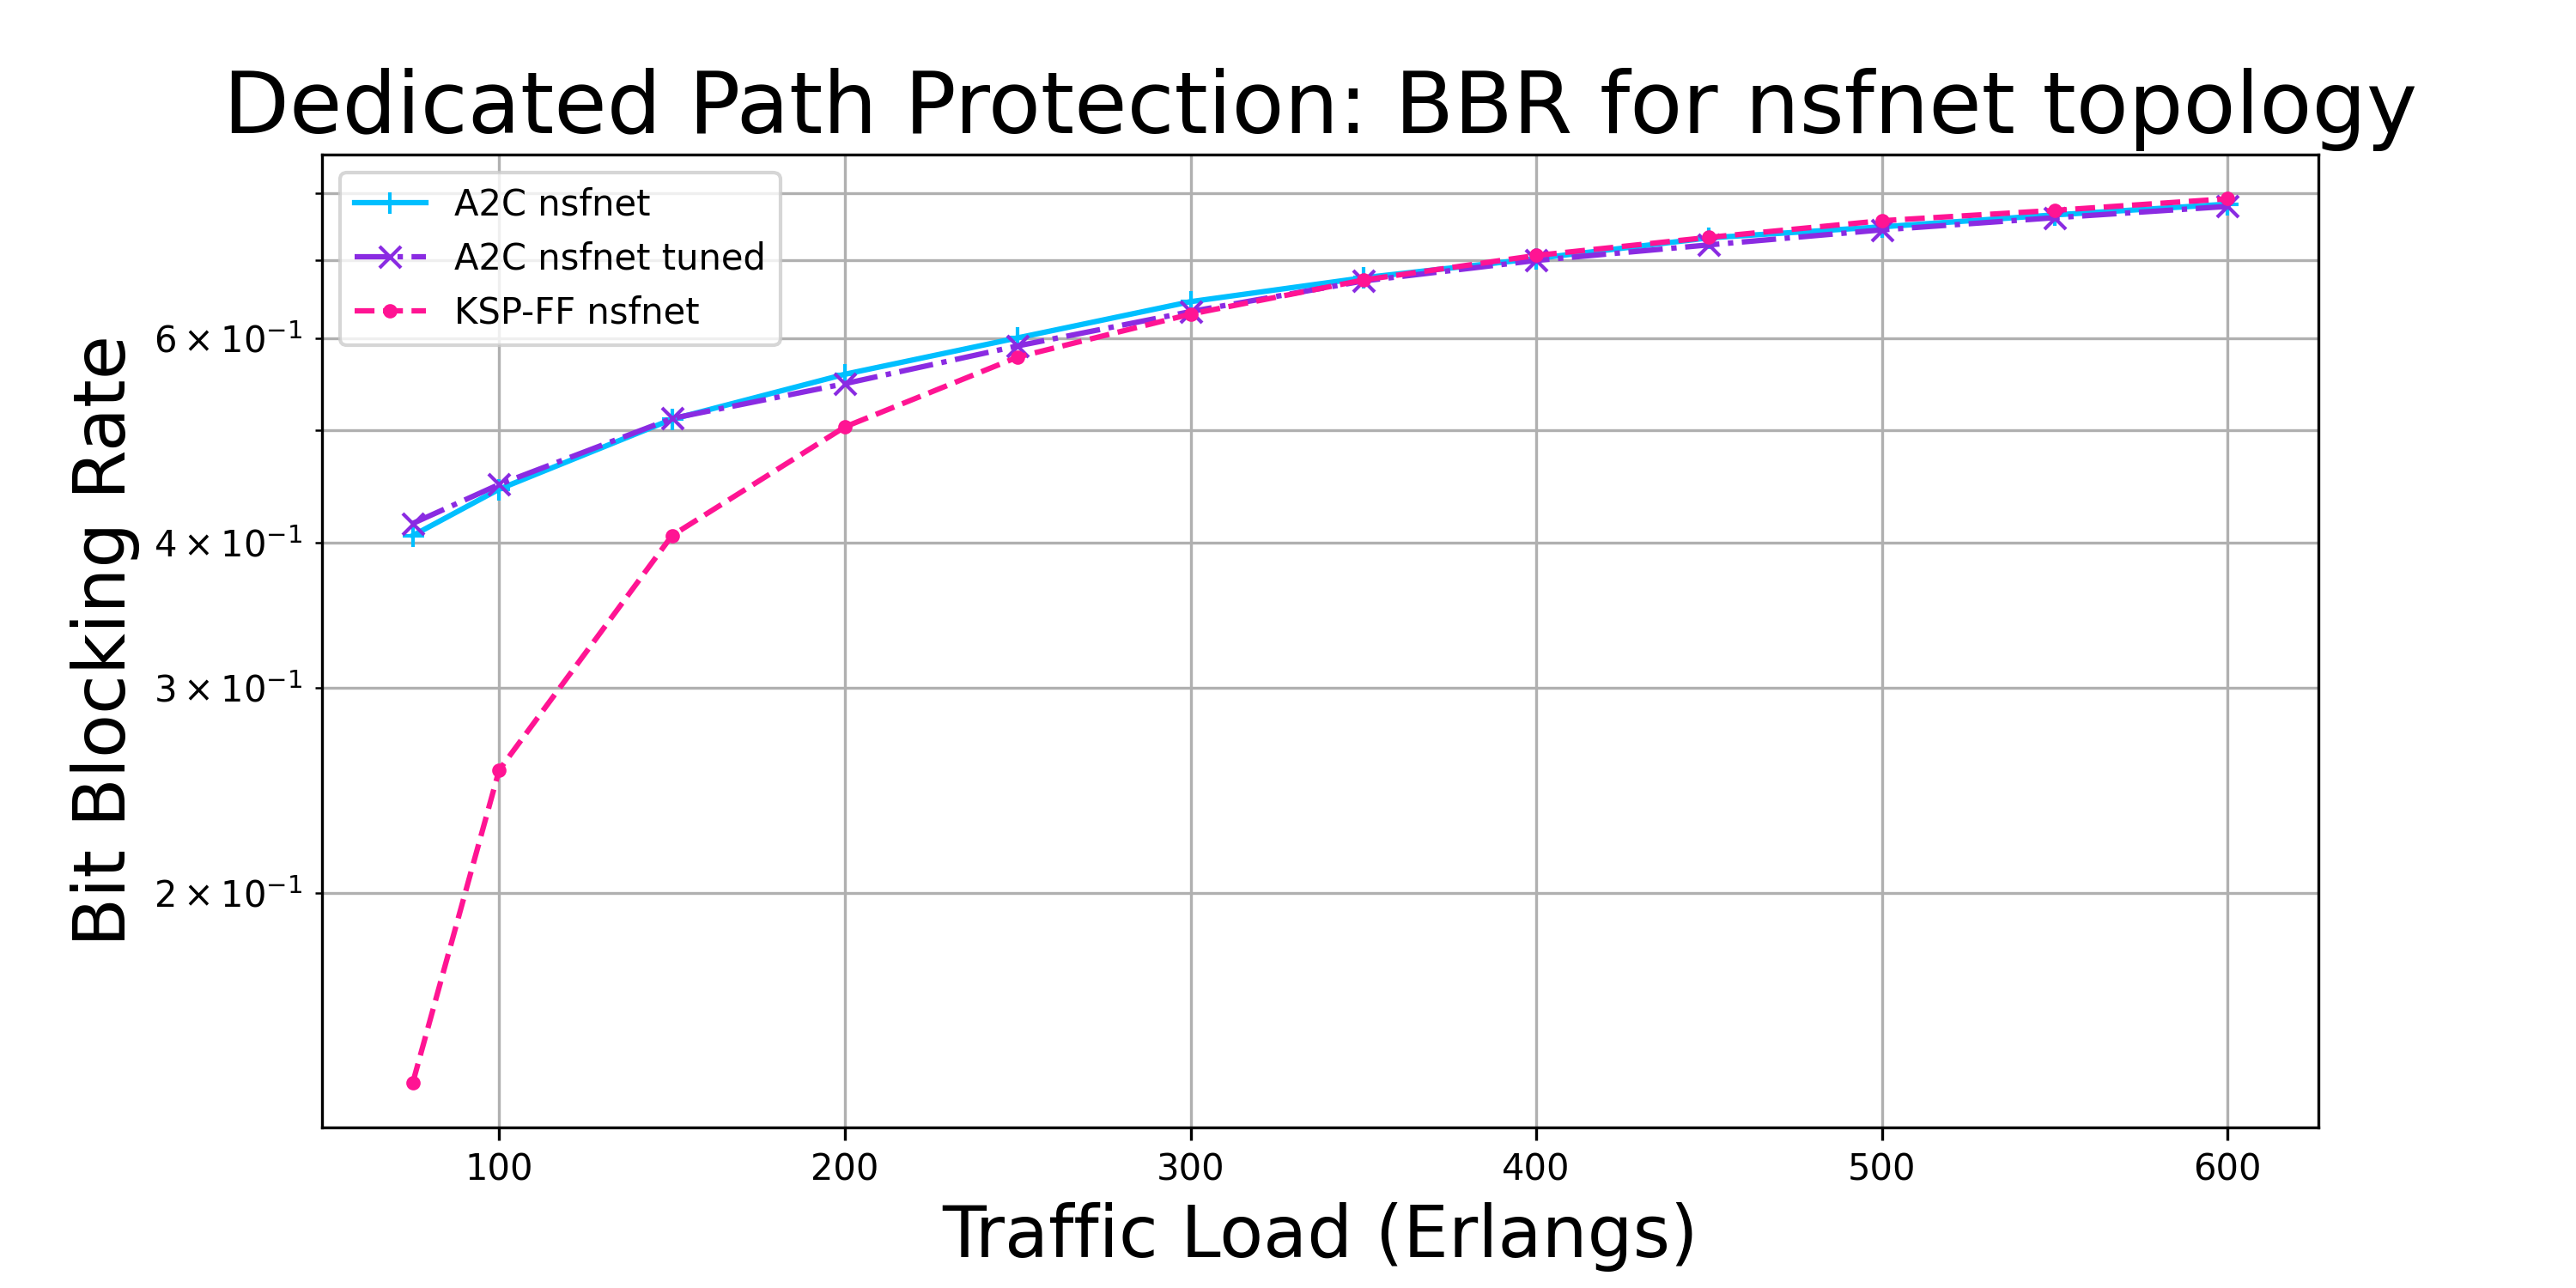 Dedicated Path Protection: BBR for nsfnet topology
A2C nsfnet
A2C nsfnet tuned
KSP-FF nsfnet
Bit Blocking Rate
6 × 10⁻¹
4 × 10⁻¹
3 × 10⁻¹
2 × 10⁻¹
100 200 300 400 500 600
Traffic Load (Erlangs)